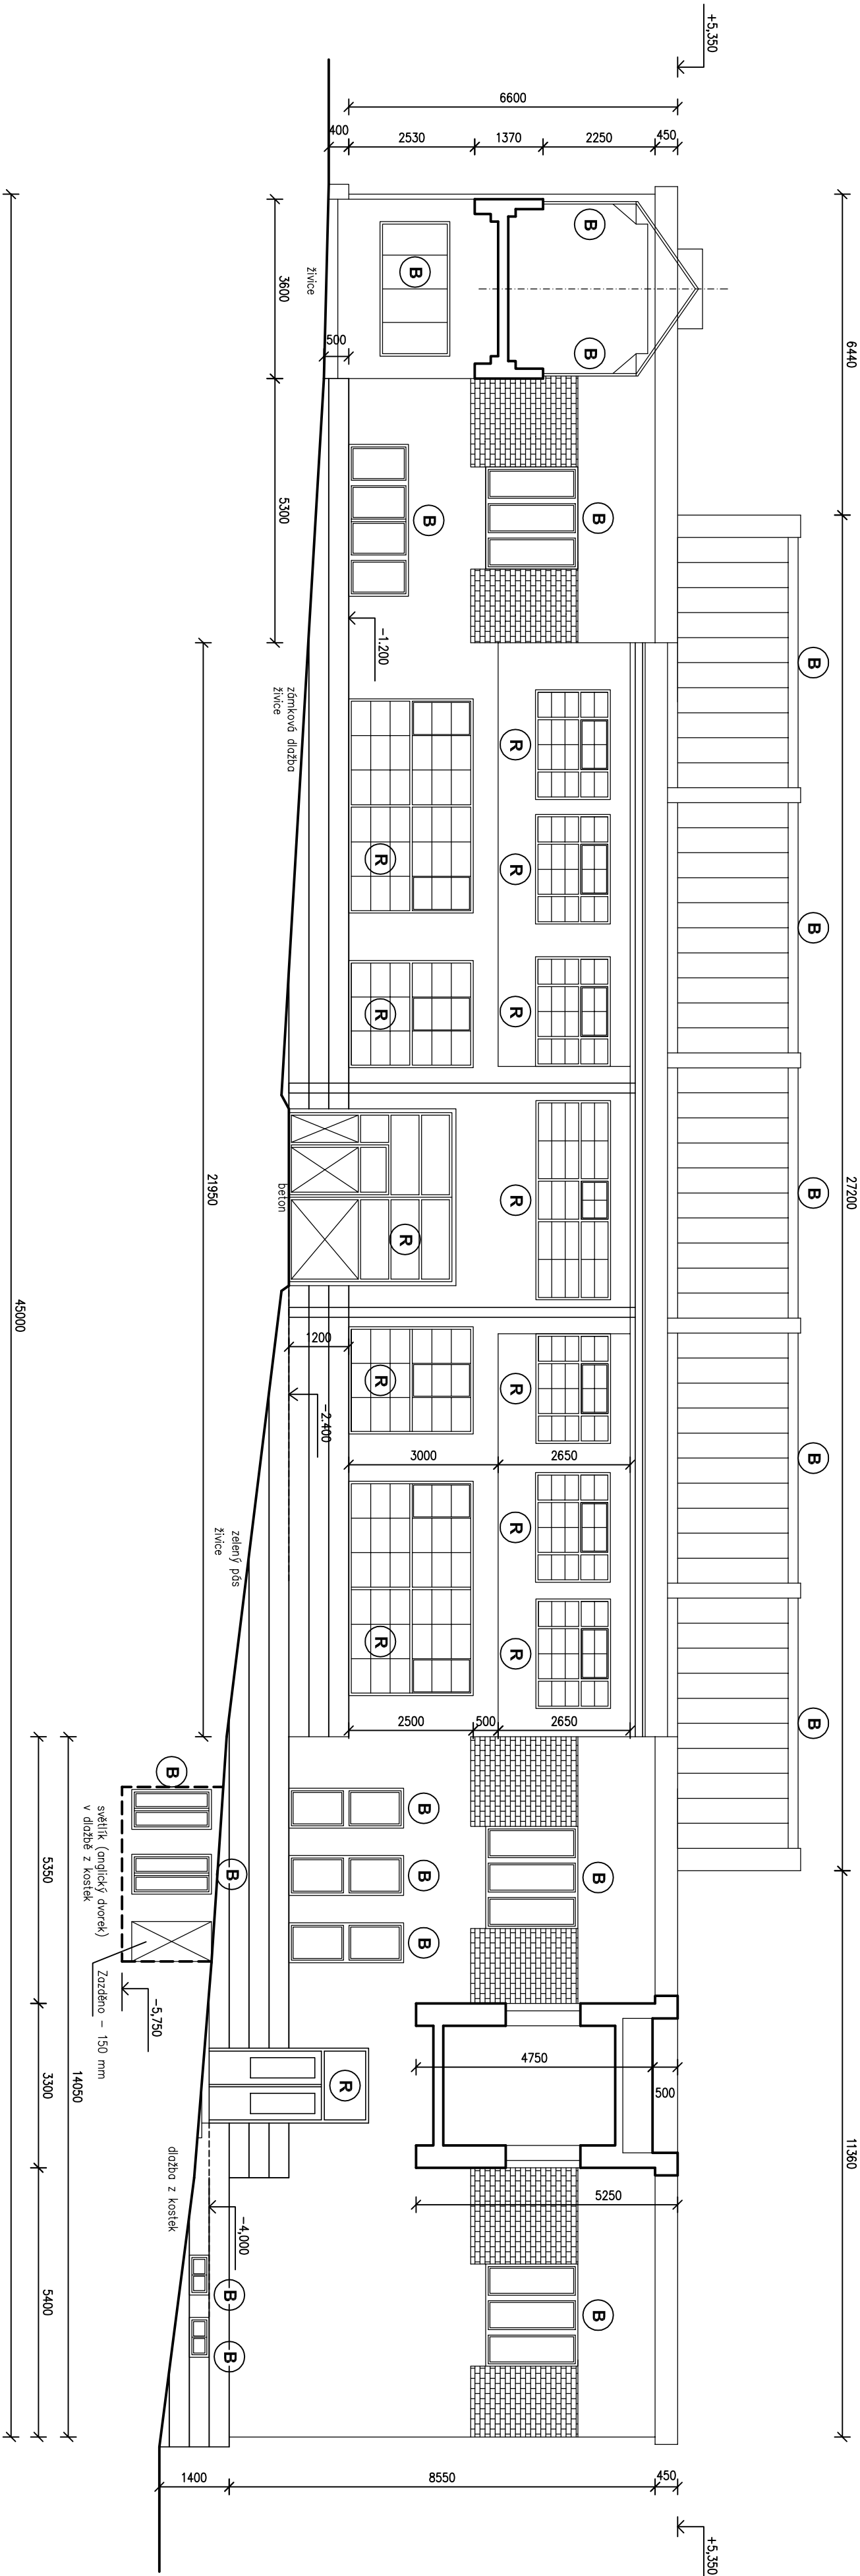 6440
27200
11360
+5,350
+5,350
B
B
B
B
B
450
2250
1370
2530
400
6600
B
B
B
B
B
R
R
R
R
R
R
R
B
B
2650
3000
2650
500
2500
500
4750
5250
450
8550
1400
R
R
R
R
R
R
B
B
B
-1.200
-2.400
1200
500
živice
3600
5300
zámková dlažba
živice
beton
zelený pás
živice
B
B
světlík (anglický dvorek)
v dlažbě z kostek
Zazděno - 150 mm
-5,750
-4,000
B
B
dlažba z kostek
21950
14050
5350
3300
5400
45000